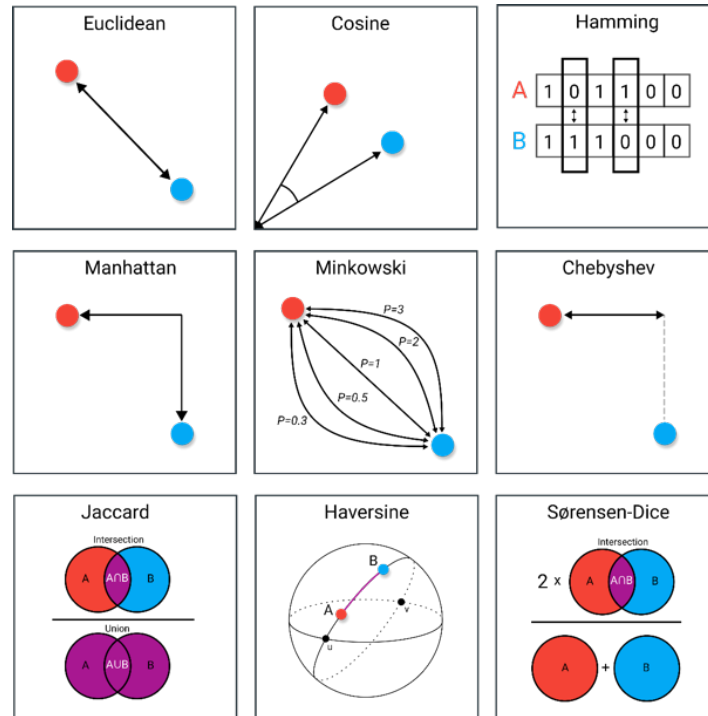 Euclidean
Cosine
Hamming
A 1 0 1 1 0 0
B 1 1 1 0 0 0
Manhattan
Minkowski
P=3
P=2
P=1
P=0.5
P=0.3
Chebyshev
Jaccard
Intersection
A A∩B B
Union
A A∪B B
Haversine
B
A
v
u
Sørensen-Dice
Intersection
2 x A A∩B B
A + B